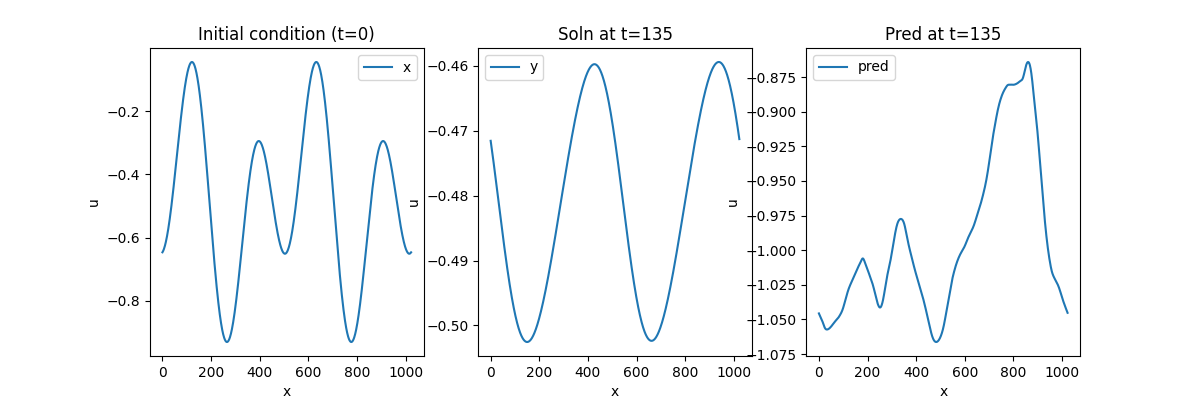 Initial condition (t=0)
x
−0.2
−0.4
−0.6
−0.8
u
0 200 400 600 800 1000
x
Soln at t=135
y
−0.46
−0.47
−0.48
−0.49
−0.50
u
0 200 400 600 800 1000
x
Pred at t=135
pred
−0.875
−0.900
−0.925
−0.950
−0.975
−1.000
−1.025
−1.050
−1.075
u
0 200 400 600 800 1000
x